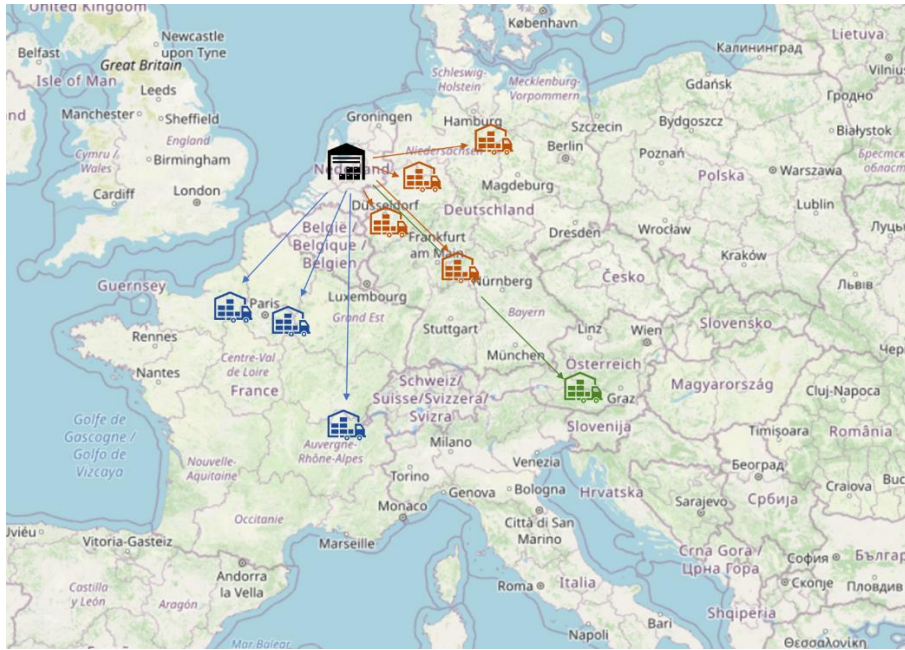 United Kingdom
København
Lietuva
Newcastle
upon Tyne
Belfast
Great Britain
Калининград
Vilnius
Isle of Man
Leeds
Schleswig-
Holstein
Mecklenburg-
Vorpommern
Gdańsk
Гродно
Manchester
Sheffield
Groningen
Hamburg
Szczecin
Bydgoszcz
Białystok
England
Cymru /
Wales
Birmingham
Niedersachsen
Berlin
Poznań
Warszawa
Polska
Cardiff
London
Magdeburg
Düsseldorf
Deutschland
Lublin
België /
Belgique /
Belgien
Frankfurt
am Main
Dresden
Wrocław
Kraków
Česko
Guernsey
Luxembourg
Nürnberg
Львів
Paris
Grand Est
Bayern
Rennes
Stuttgart
Linz
Wien
Slovensko
Centre-Val
de Loire
München
Österreich
Nantes
France
Schweiz/
Suisse/Svizzera/
Svizra
Graz
Magyarország
Cluj-Napoca
Slovenija
Golfe de
Gascogne /
Golfo de
Vizcaya
Auvergne-
Rhône-Alpes
Milano
Timișoara
România
Nouvelle-
Aquitaine
Torino
Venezia
Београд
Genova
Bologna
Hrvatska
Craiova
Србија
Monaco
Sarajevo
Occitanie
Città di San
Marino
Vitoria-Gasteiz
Marseille
Crna Gora /
Црна Гора
София
Andorra
la Vella
Castilla
y León
Aragón
Roma
Italia
Скопје
Пловдив
Shqipëria
Napoli
Bari
Θεσσαλονίκη
Mar Balear